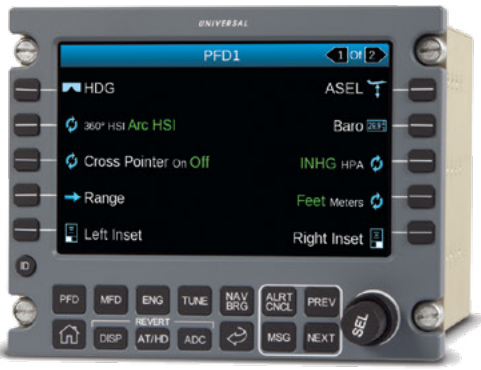 UNIVERSAL
PFD1
1 Of 2
HDG ASEL
360° HSI Arc HSI Baro
Cross Pointer On Off INHG HPA
Range Feet Meters
Left Inset Right Inset
ID
PFD MFD ENG TUNE NAV BRG ALRT CNCL PREV
REVERT
DISP AT/HD ADC MSG NEXT
SEL